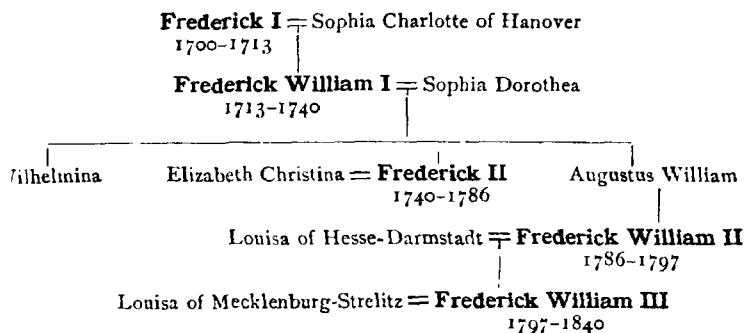 Frederick I = Sophia Charlotte of Hanover
1700-1713
Frederick William I = Sophia Dorothea
1713-1740
ilhelmina Elizabeth Christina = Frederick II Augustus William
1740-1786
Louisa of Hesse-Darmstadt = Frederick William II
1786-1797
Louisa of Mecklenburg-Strelitz = Frederick William III
1797-1840